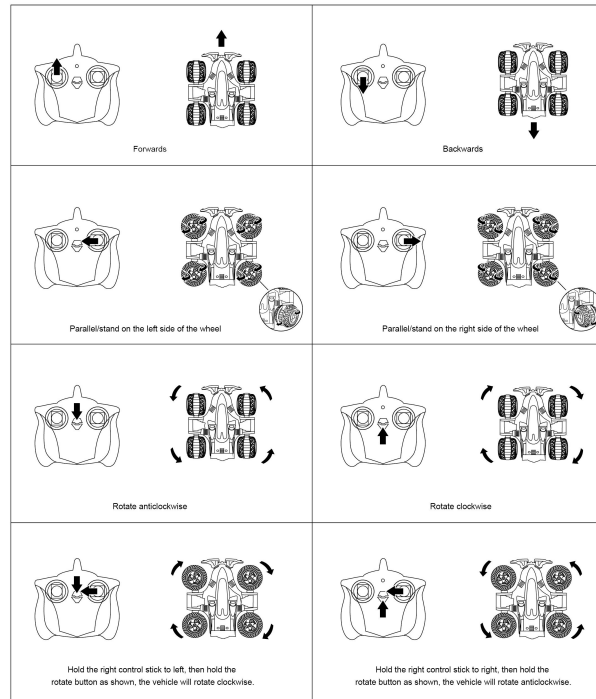 Forwards
Backwards
Parallel/stand on the left side of the wheel
Parallel/stand on the right side of the wheel
Rotate anticlockwise
Rotate clockwise
Hold the right control stick to left, then hold the
rotate button as shown, the vehicle will rotate clockwise.
Hold the right control stick to right, then hold the
rotate button as shown, the vehicle will rotate anticlockwise.